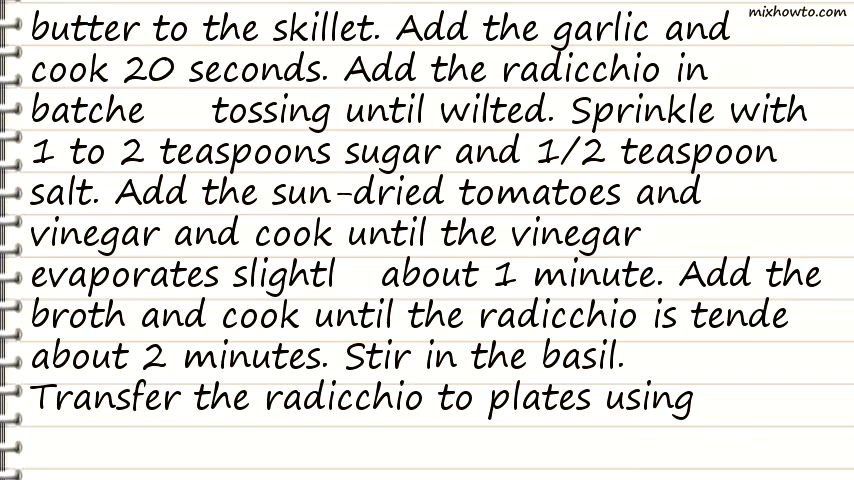 mixhowto.com
butter to the skillet. Add the garlic and
cook 20 seconds. Add the radicchio in
batche tossing until wilted. Sprinkle with
1 to 2 teaspoons sugar and 1/2 teaspoon
salt. Add the sun-dried tomatoes and
vinegar and cook until the vinegar
evaporates slightl about 1 minute. Add the
broth and cook until the radicchio is tende
about 2 minutes. Stir in the basil.
Transfer the radicchio to plates using